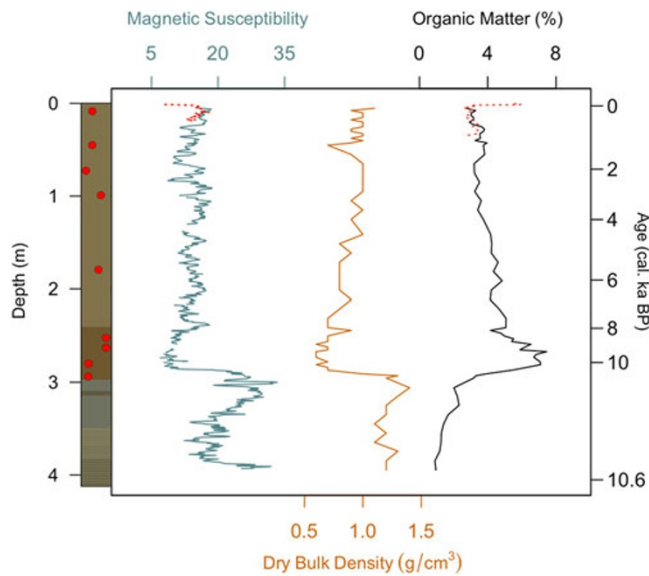 Magnetic Susceptibility
Organic Matter (%)
5 20 35
0 4 8
0
1
2
3
4
Depth (m)
0
2
4
6
8
10
10.6
Age (cal. ka BP)
0.5 1.0 1.5
Dry Bulk Density (g/cm³)